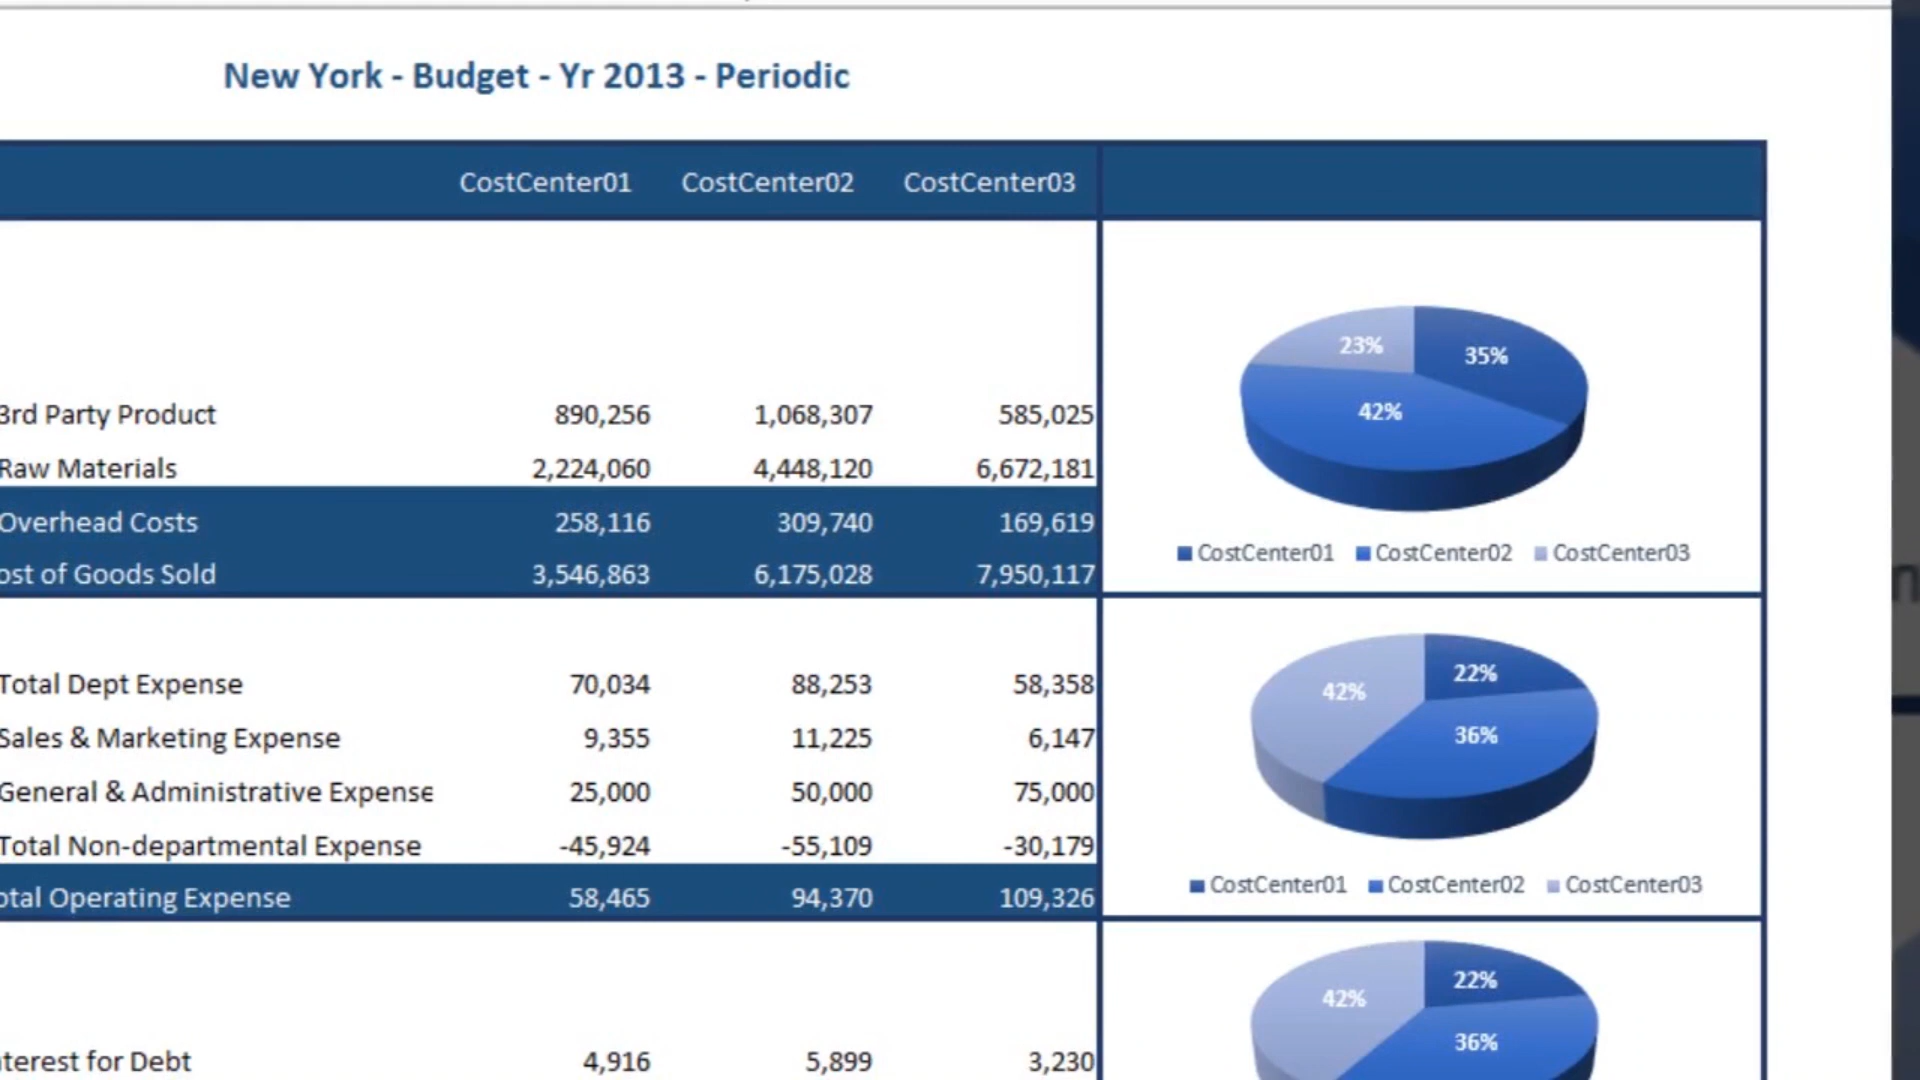 New York - Budget - Yr 2013 - Periodic
CostCenter01 CostCenter02 CostCenter03
3rd Party Product 890,256 1,068,307 585,025
Raw Materials 2,224,060 4,448,120 6,672,181
Overhead Costs 258,116 309,740 169,619
ost of Goods Sold 3,546,863 6,175,028 7,950,117
23% 35%
42%
CostCenter01 CostCenter02 CostCenter03
Total Dept Expense 70,034 88,253 58,358
Sales & Marketing Expense 9,355 11,225 6,147
General & Administrative Expense 25,000 50,000 75,000
Total Non-departmental Expense -45,924 -55,109 -30,179
otal Operating Expense 58,465 94,370 109,326
42% 22%
36%
CostCenter01 CostCenter02 CostCenter03
nterest for Debt 4,916 5,899 3,230
42% 22%
36%